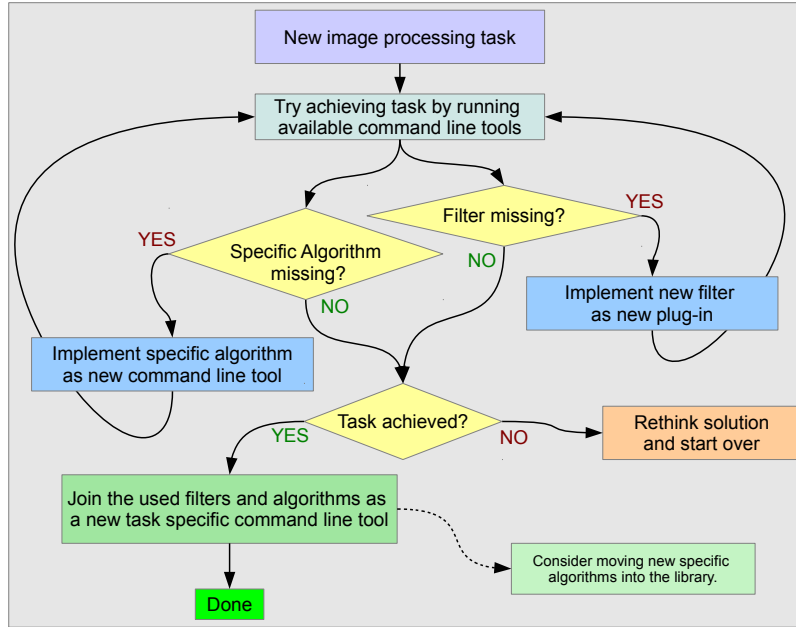 New image processing task
Try achieving task by running
available command line tools
Filter missing?
YES
NO
YES
Specific Algorithm
missing?
NO
Implement new filter
as new plug-in
Implement specific algorithm
as new command line tool
Task achieved?
YES
NO
Rethink solution
and start over
Join the used filters and algorithms as
a new task specific command line tool
Consider moving new specific
algorithms into the library.
Done